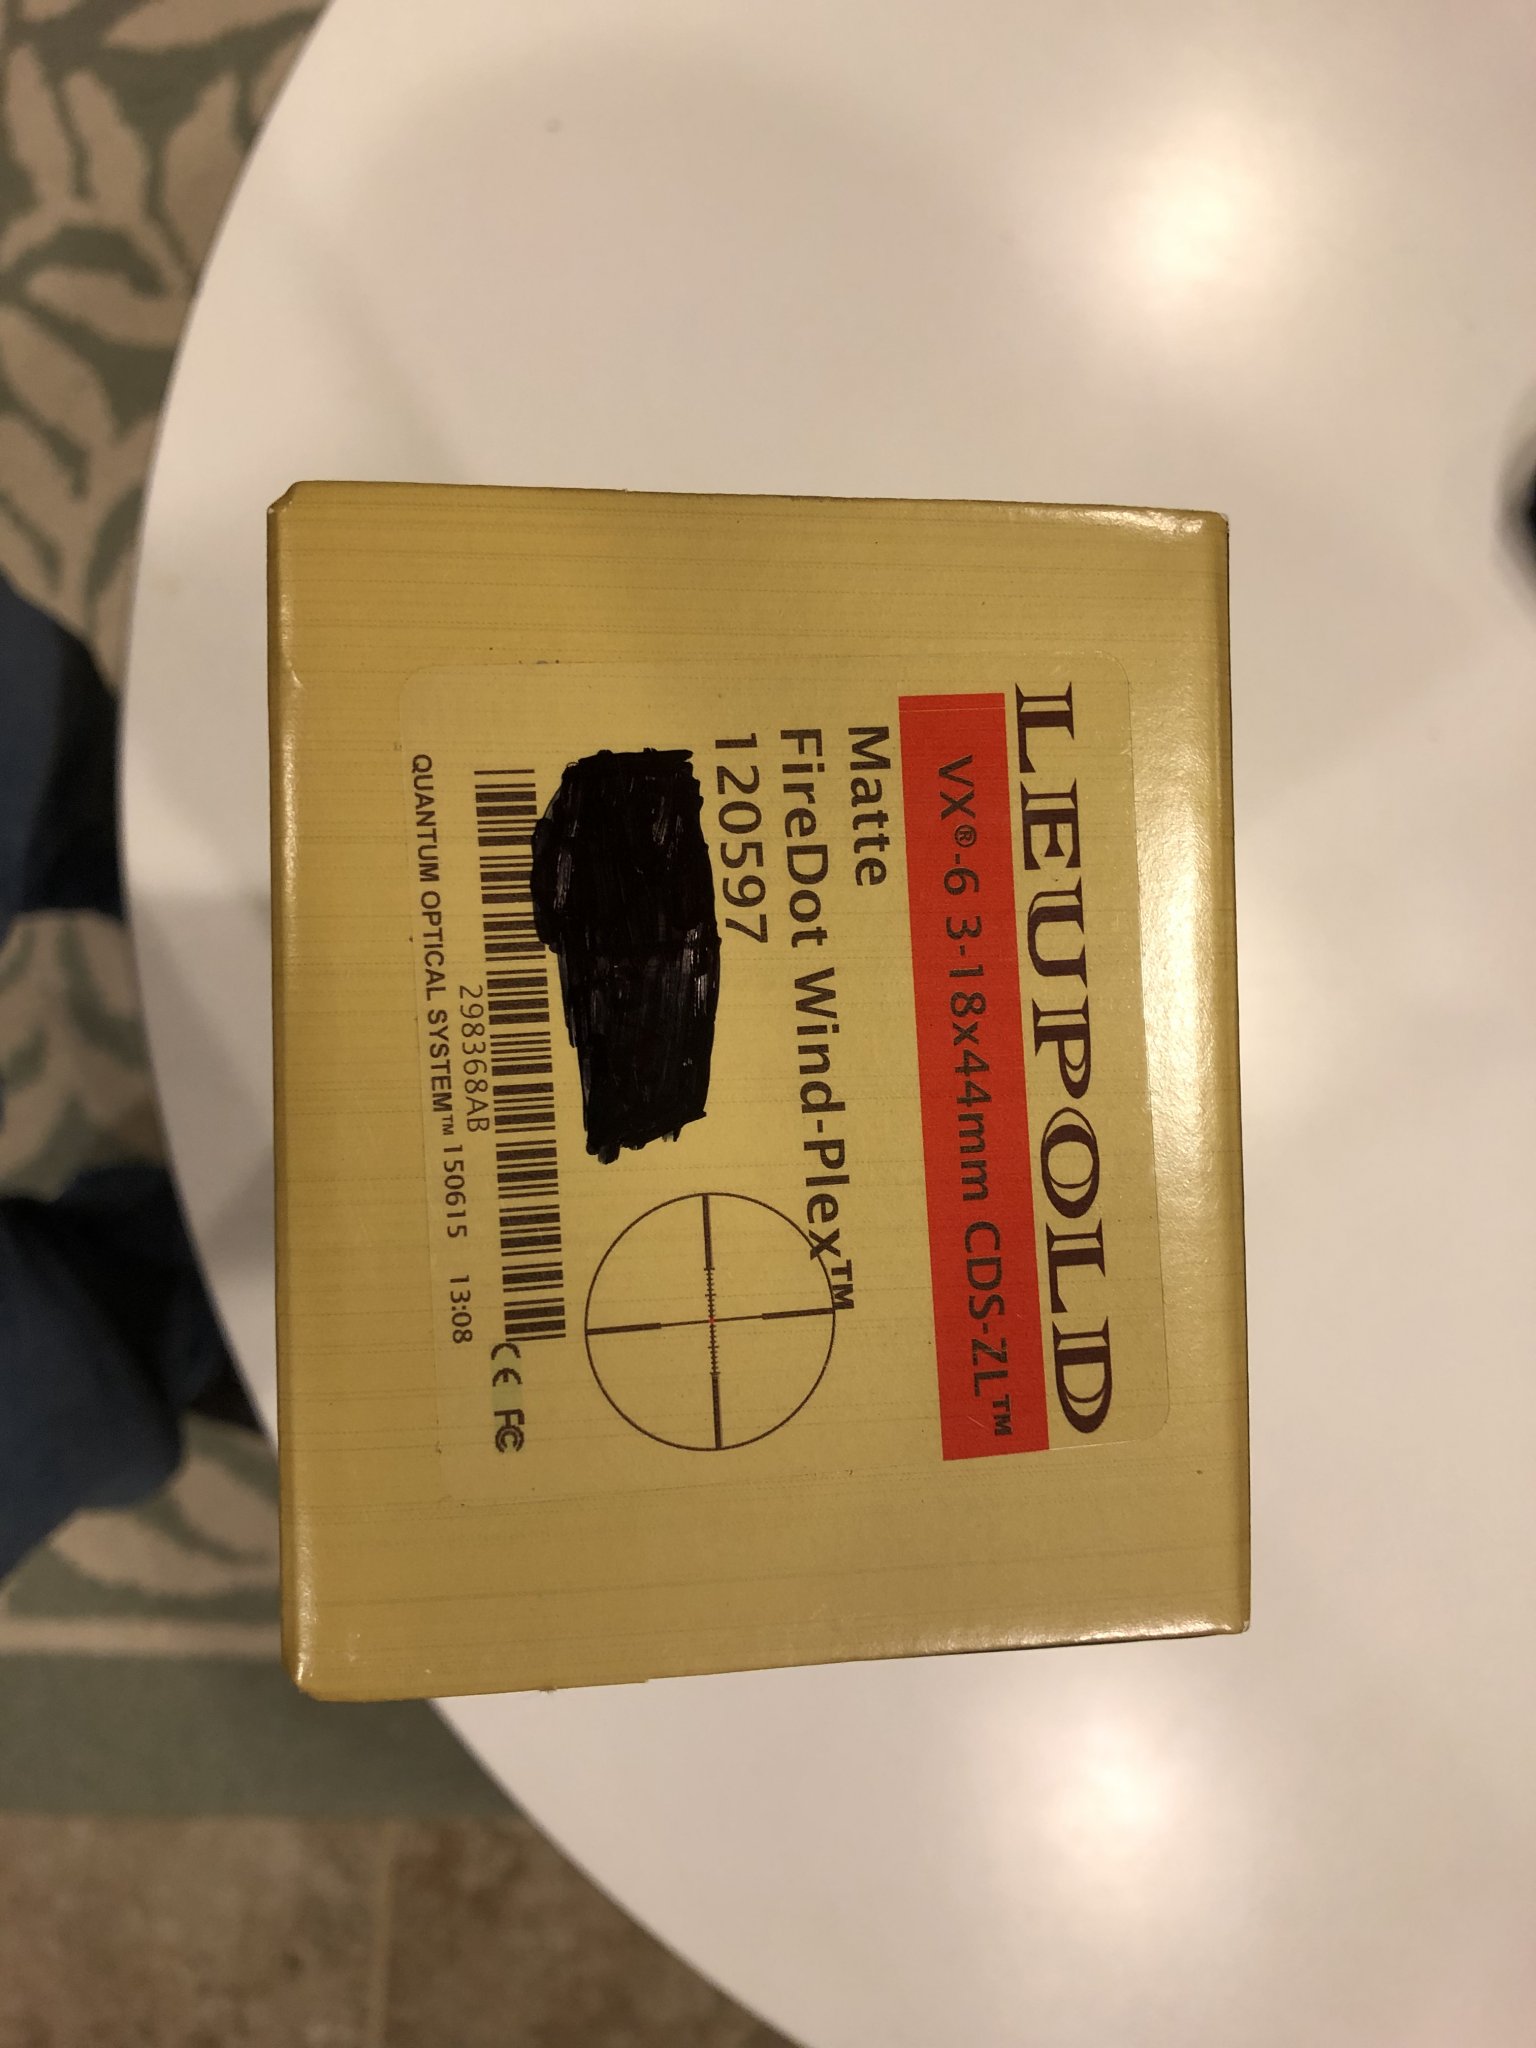 LEUPOLD
VX®-6 3-18x44mm CDS-ZL™
Matte
FireDot Wind-Plex™
120597
CE FC
298368AB
QUANTUM OPTICAL SYSTEM™ 150615 13:08